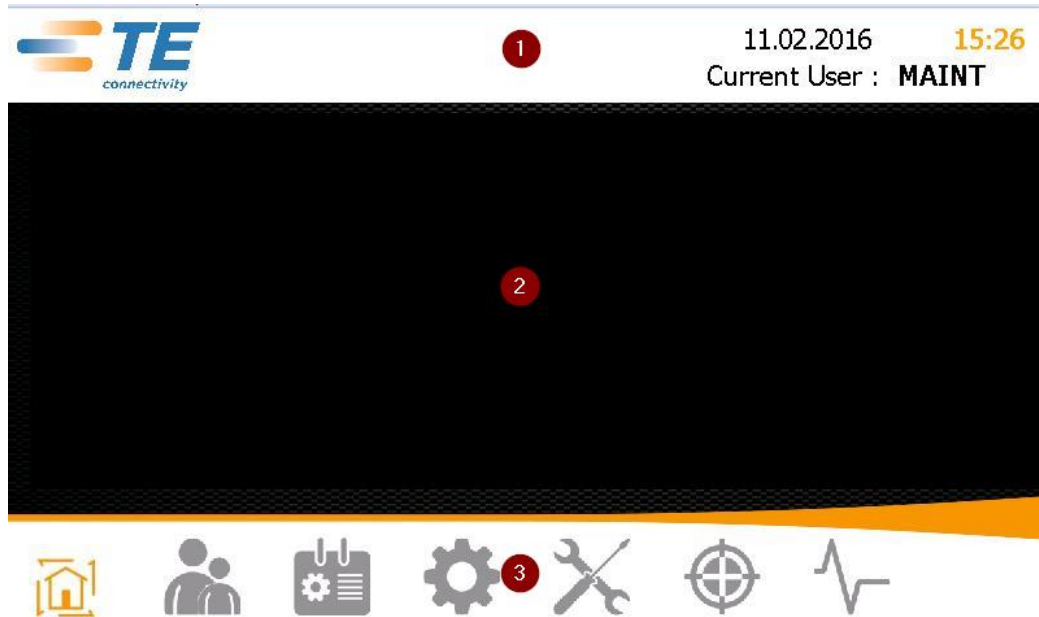 TE
connectivity
1
11.02.2016 15:26
Current User : MAINT
2
3